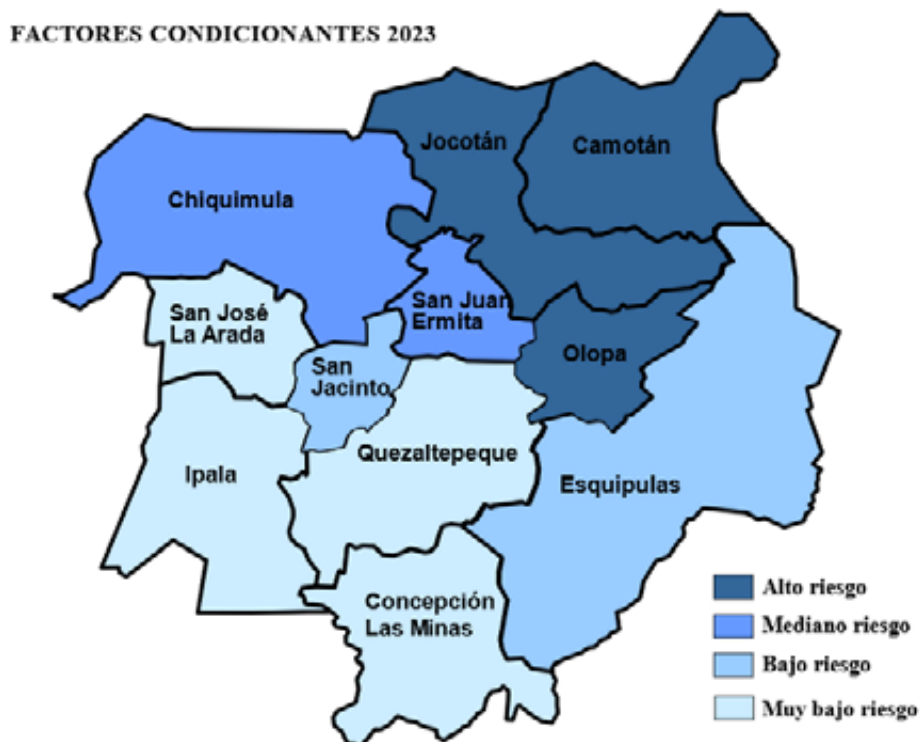 FACTORES CONDICIONANTES 2023
Jocotán
Camotán
Chiquimula
San José
La Arada
San Juan
Ermita
San
Jacinto
Olopa
Quezaltepeque
Ipala
Esquipulas
Concepción
Las Minas
Alto riesgo
Mediano riesgo
Bajo riesgo
Muy bajo riesgo